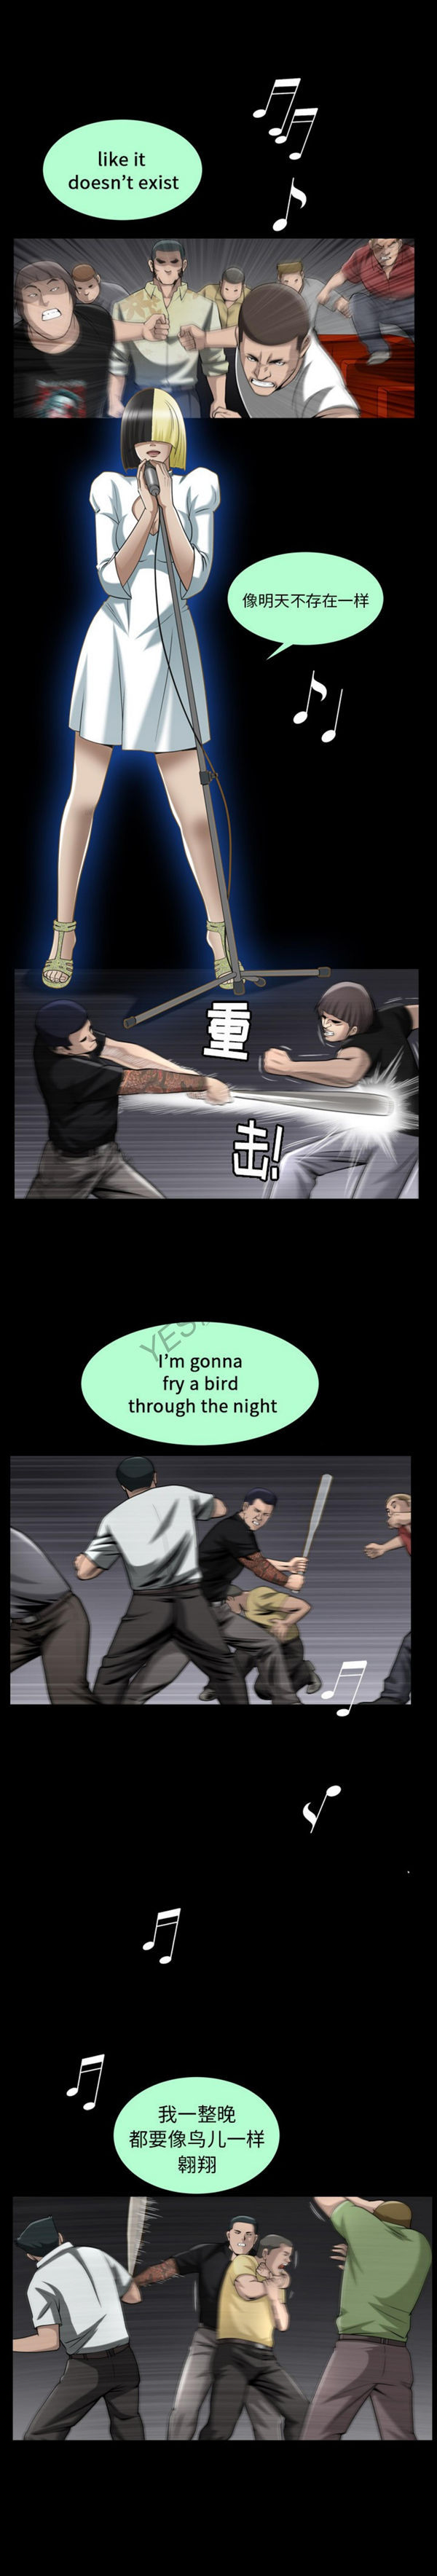 like it
doesn't exist
像明天不存在一样
重
击!
YES
I'm gonna
fry a bird
through the night
我一整晚
都要像鸟儿一样
翱翔